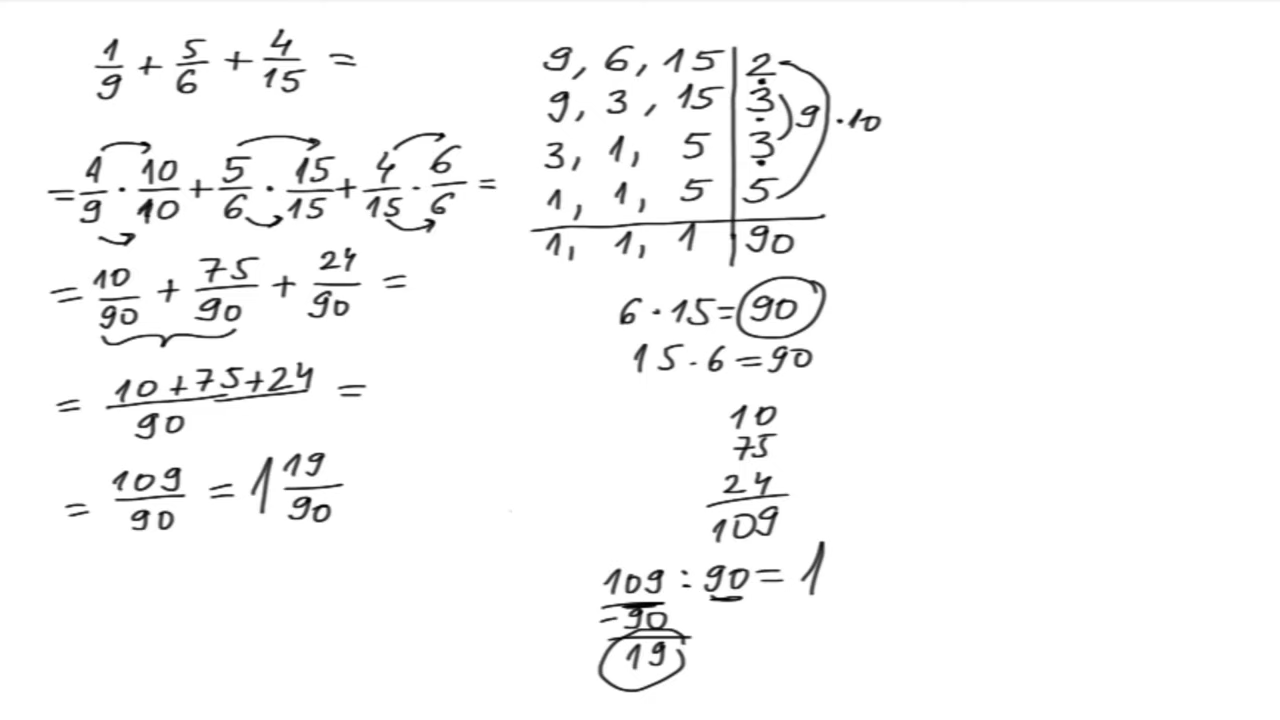 1/9 + 5/6 + 4/15 =
= 1/9 · 10/10 + 5/6 · 15/15 + 4/15 · 6/6 =
= 10/90 + 75/90 + 24/90 =
= 10+75+24/90 =
= 109/90 = 1 19/90
9, 6, 15 | 2
9, 3, 15 | 3
3, 1, 5 | 3
1, 1, 5 | 5
1, 1, 1 | 90
9 · 10
6 · 15 = 90
15 · 6 = 90
10
75
24
109
109 : 90 = 1
-90
19